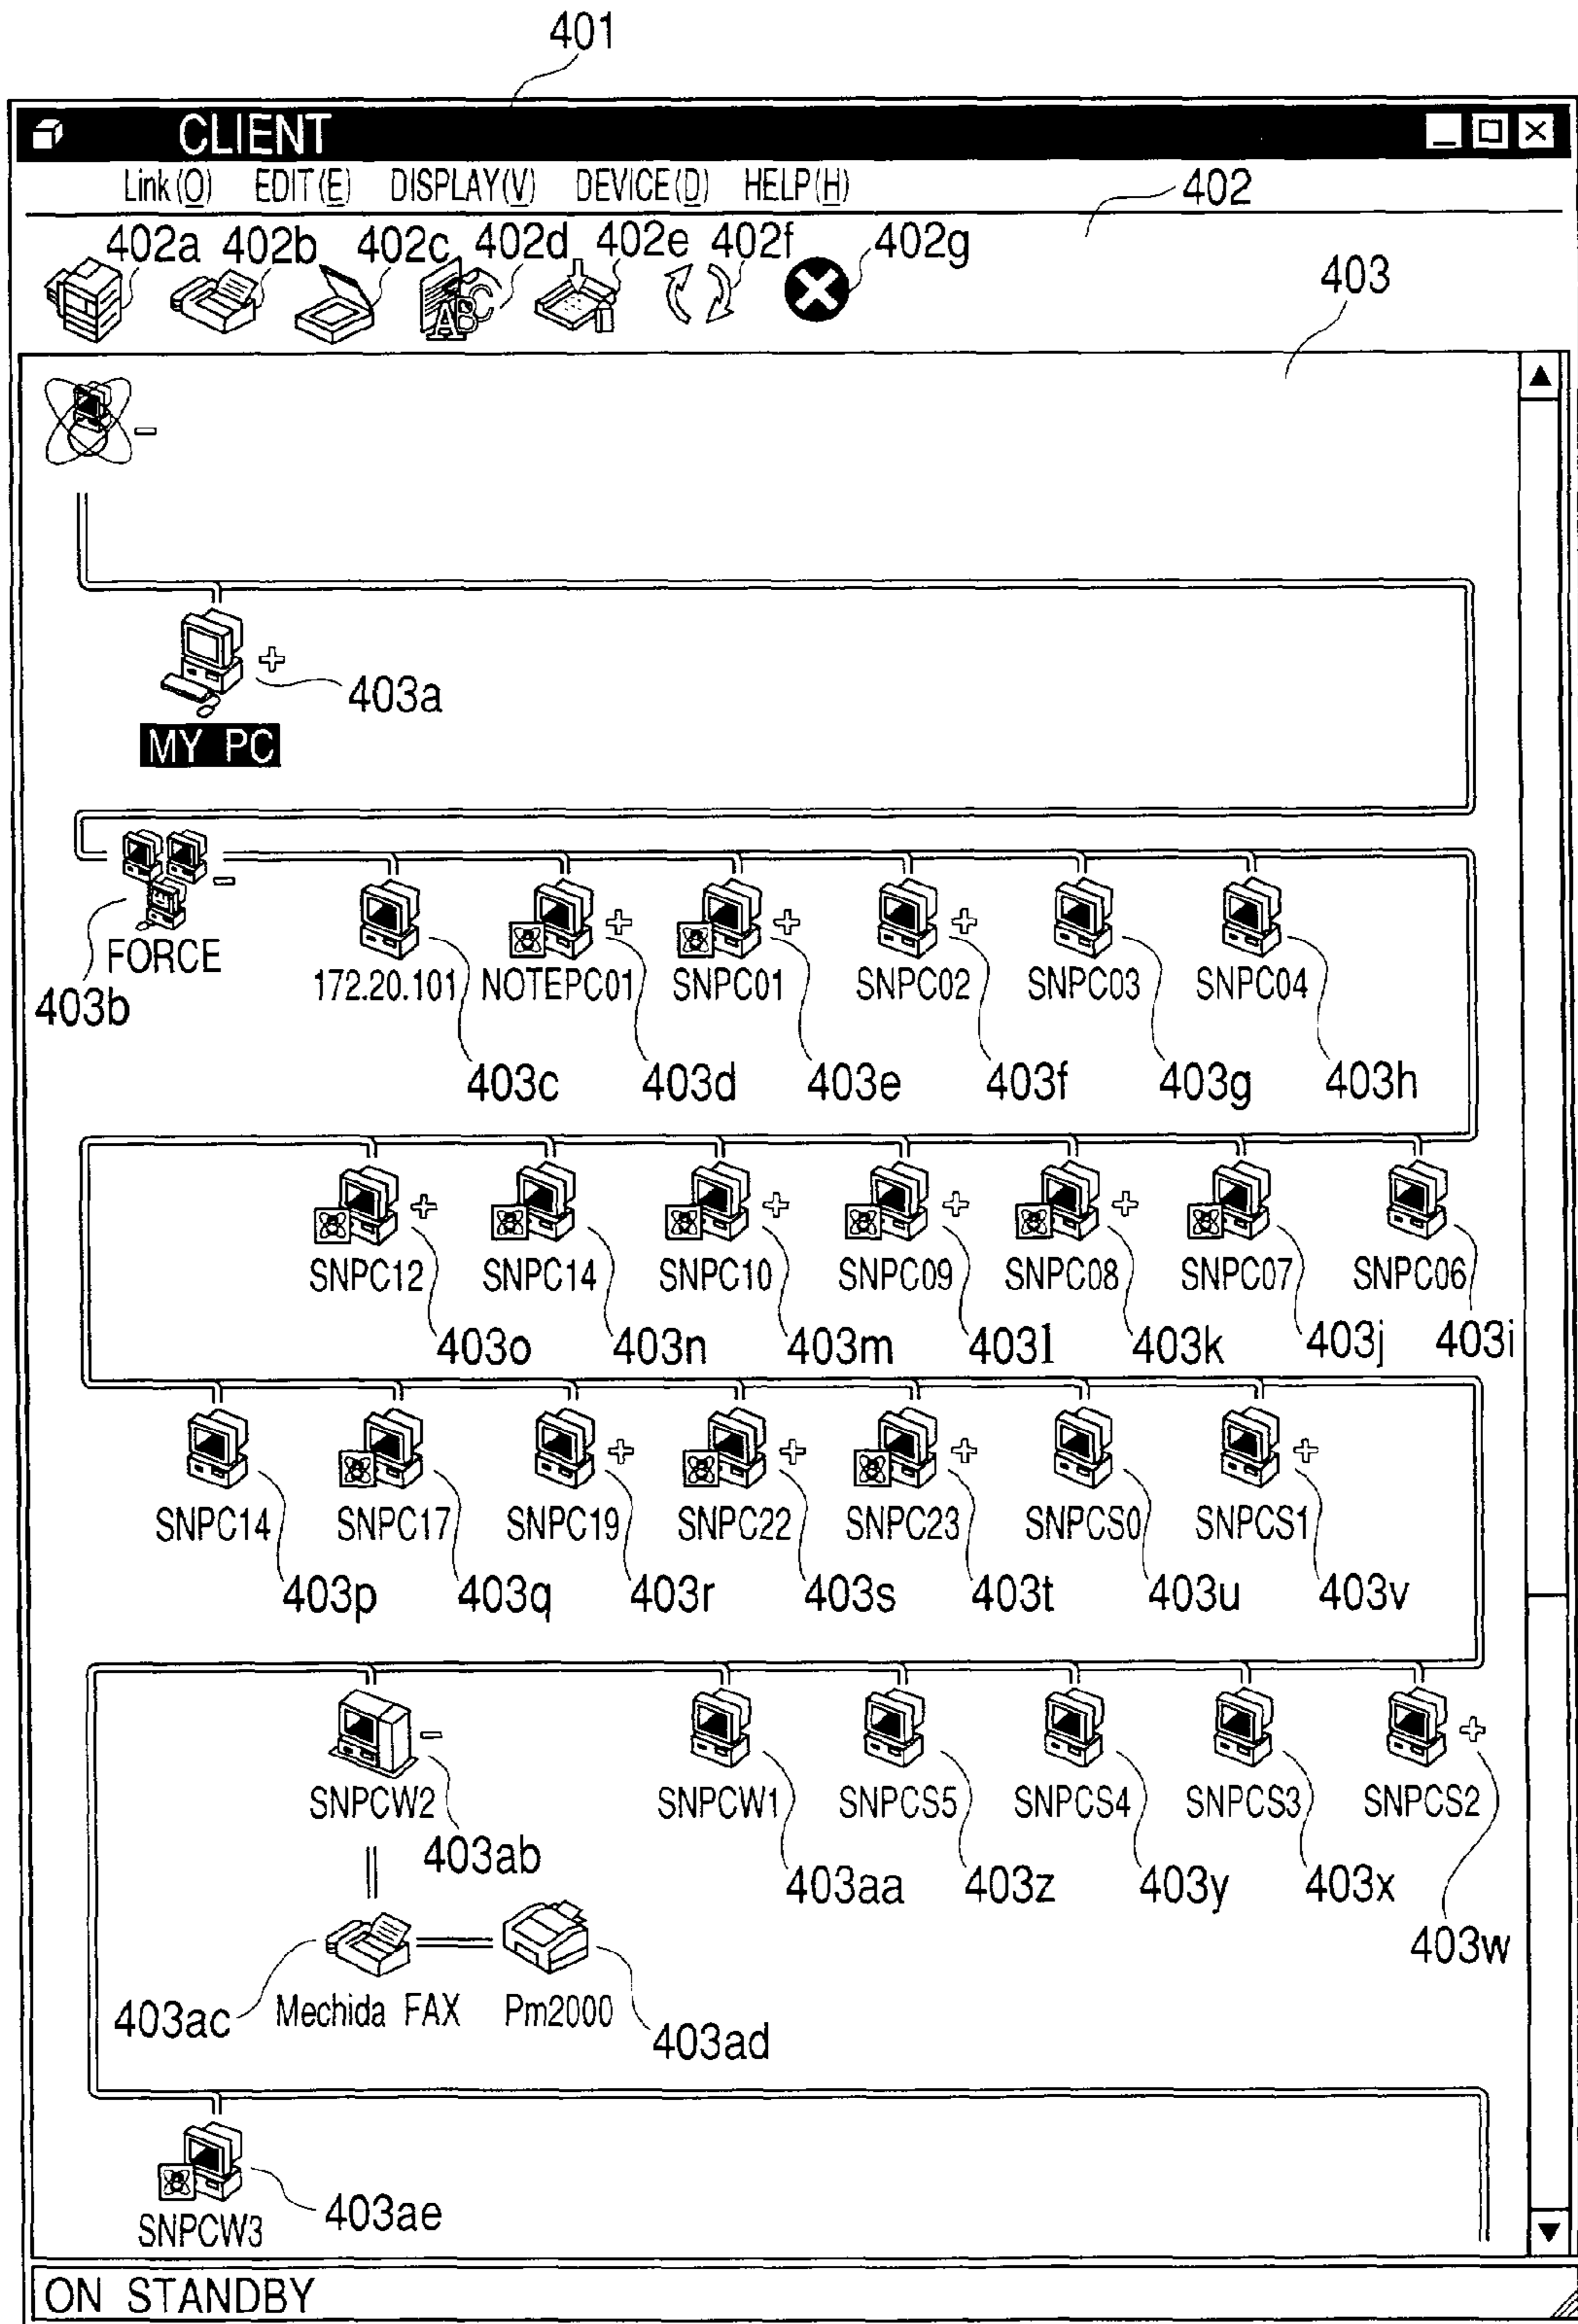 401
CLIENT
Link(O) EDIT(E) DISPLAY(V) DEVICE(D) HELP(H)
402
402a 402b 402c 402d 402e 402f 402g
ABC
403
403a
MY PC
FORCE
403b
172.20.101 NOTEPC01 SNPC01 SNPC02 SNPC03 SNPC04
403c 403d 403e 403f 403g 403h
SNPC12 SNPC14 SNPC10 SNPC09 SNPC08 SNPC07 SNPC06
403o 403n 403m 403l 403k 403j 403i
SNPC14 SNPC17 SNPC19 SNPC22 SNPC23 SNPCS0 SNPCS1
403p 403q 403r 403s 403t 403u 403v
SNPCW2 SNPCW1 SNPCS5 SNPCS4 SNPCS3 SNPCS2
403ab 403aa 403z 403y 403x
403w
403ac Mechida FAX Pm2000 403ad
SNPCW3 403ae
ON STANDBY